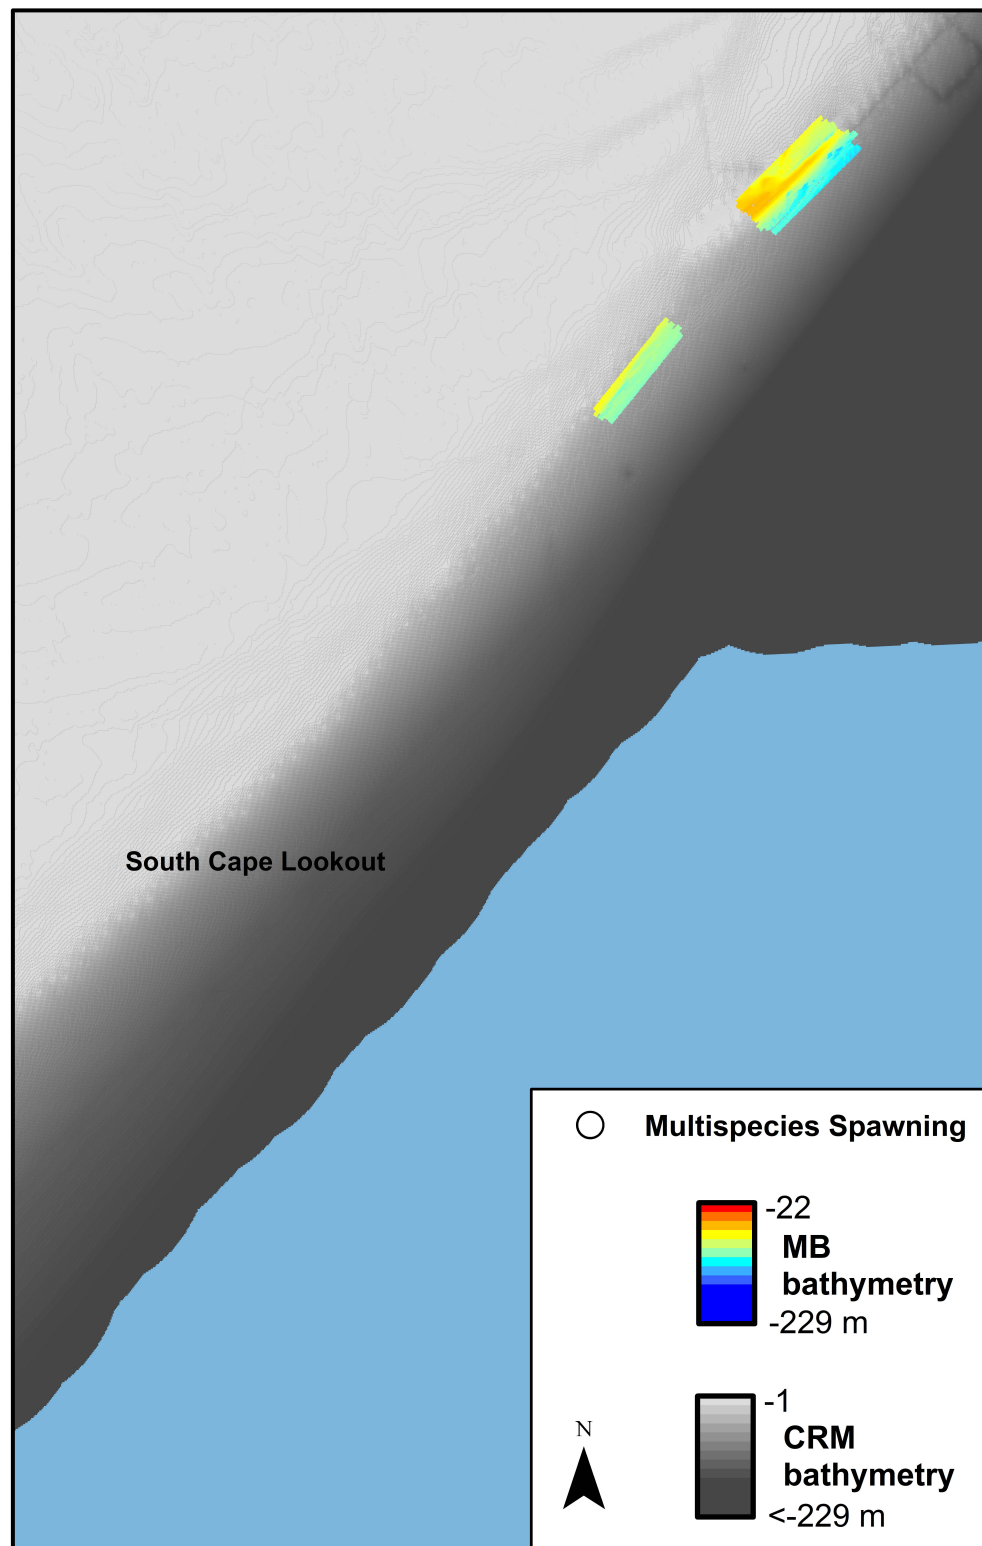 South Cape Lookout
Multispecies Spawning
-22
MB
bathymetry
-229 m
-1
CRM
bathymetry
<-229 m
N